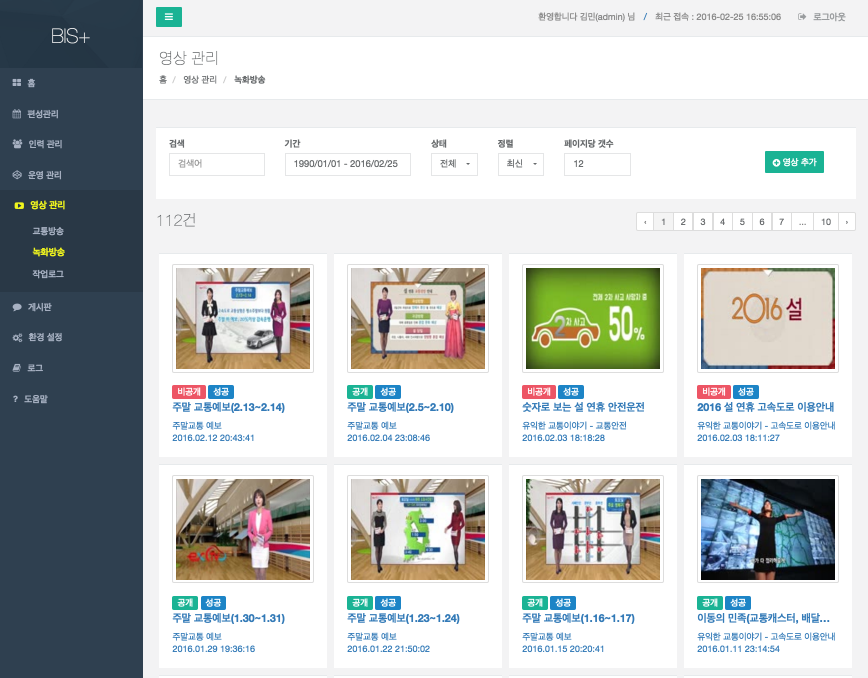 BIS+
환영합니다 김민(admin) 님 / 최근 접속 : 2016-02-25 16:55:06 로그아웃
홈
편성관리
인력 관리
운영 관리
영상 관리
교통방송
녹화방송
작업로그
게시판
환경 설정
로그
? 도움말
영상 관리
홈 / 영상 관리 / 녹화방송
검색 기간 상태 정렬 페이지당 갯수
검색어 1990/01/01 - 2016/02/25 전체 최신 12 영상 추가
112건 ‹ 1 2 3 4 5 6 7 ... 10 ›
비공개 성공
주말 교통예보(2.13~2.14)
주말교통 예보
2016.02.12 20:43:41
공개 성공
주말 교통예보(2.5~2.10)
주말교통 예보
2016.02.04 23:08:46
50%
비공개 성공
숫자로 보는 설 연휴 안전운전
유익한 교통이야기 - 교통안전
2016.02.03 18:18:28
2016 설
비공개 성공
2016 설 연휴 고속도로 이용안내
유익한 교통이야기 - 고속도로 이용안내
2016.02.03 18:11:27
공개 성공
주말 교통예보(1.30~1.31)
주말교통 예보
2016.01.29 19:36:16
공개 성공
주말 교통예보(1.23~1.24)
주말교통 예보
2016.01.22 21:50:02
공개 성공
주말 교통예보(1.16~1.17)
주말교통 예보
2016.01.15 20:20:41
공개 성공
이동의 민족(교통캐스터, 배달...
유익한 교통이야기 - 고속도로 이용안내
2016.01.11 23:14:54